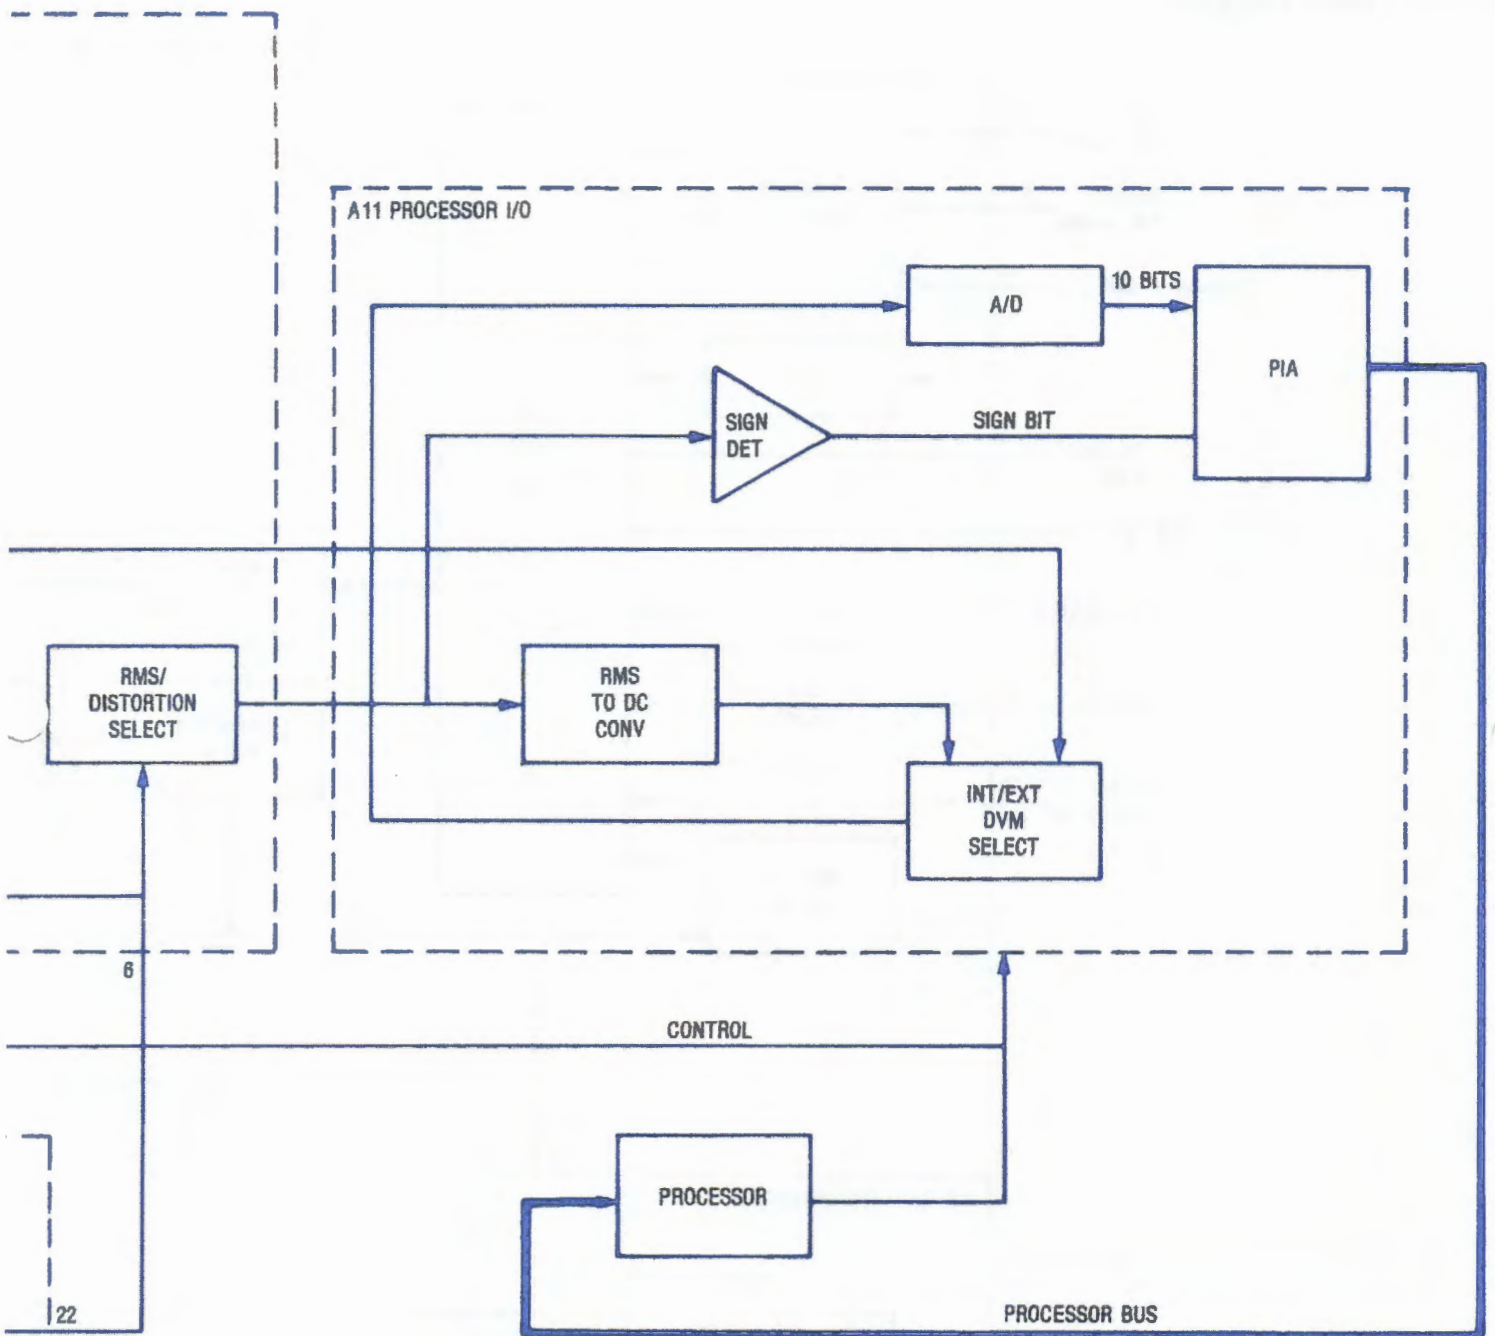 A11 PROCESSOR I/O
A/D
10 BITS
PIA
SIGN
DET
SIGN BIT
RMS/
DISTORTION
SELECT
RMS
TO DC
CONV
INT/EXT
DVM
SELECT
6
CONTROL
PROCESSOR
22
PROCESSOR BUS